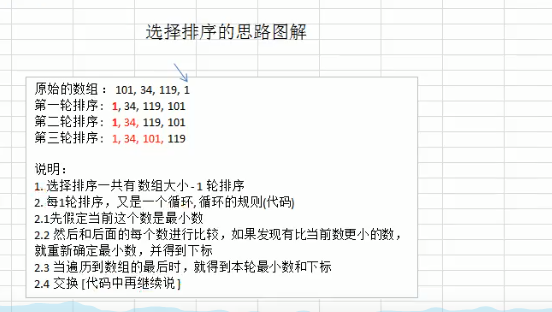 选择排序的思路图解
原始的数组： 101, 34, 119, 1
第一轮排序： 1, 34, 119, 101
第二轮排序： 1, 34, 119, 101
第三轮排序： 1, 34, 101, 119
说明：
1. 选择排序一共有 数组大小 - 1 轮排序
2. 每1轮排序，又是一个循环, 循环的规则(代码)
2.1先假定当前这个数是最小数
2.2 然后和后面的每个数进行比较，如果发现有比当前数更小的数，
就重新确定最小数，并得到下标
2.3 当遍历到数组的最后时，就得到本轮最小数和下标
2.4 交换 [代码中再继续说 ]